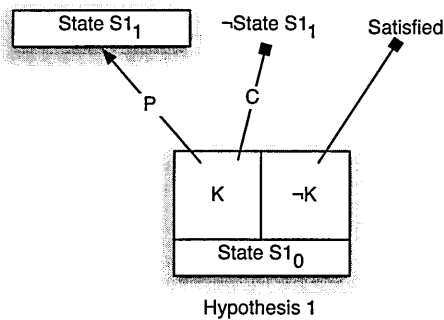 State S1₁
¬State S1₁
Satisfied
P
C
K
¬K
State S1₀
Hypothesis 1